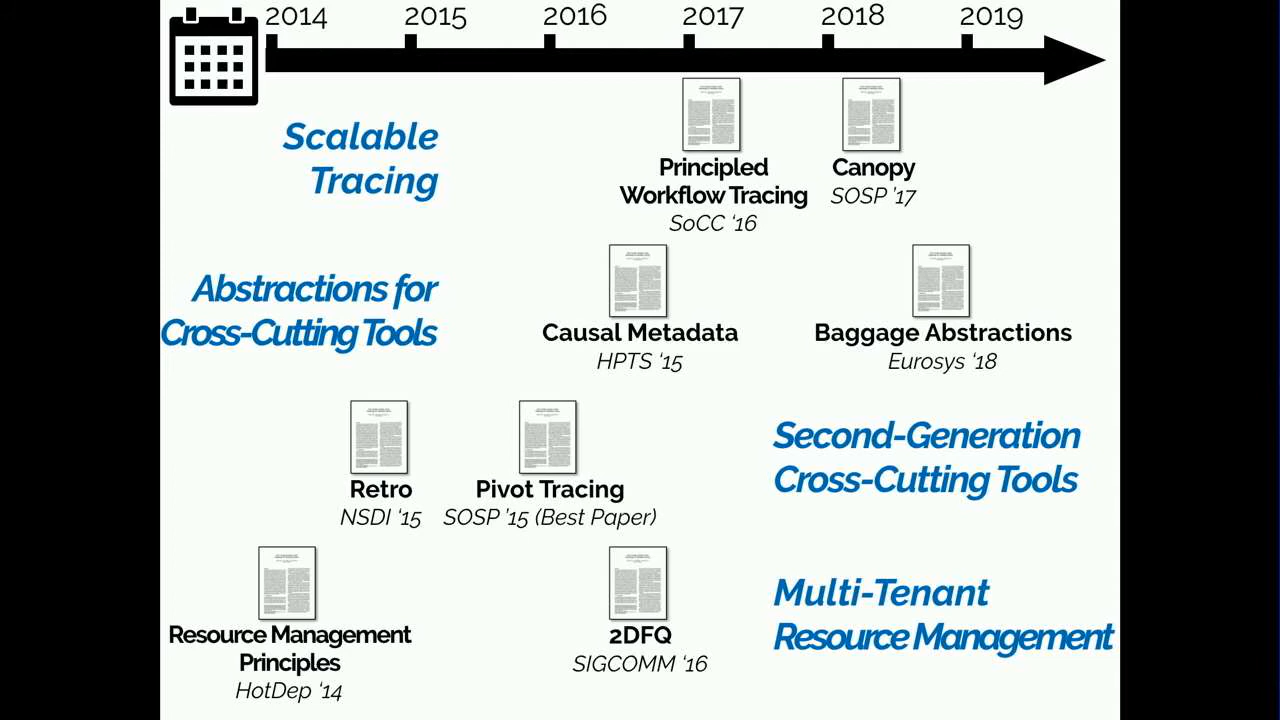 2014 2015 2016 2017 2018 2019
Scalable
Tracing
Principled
Workflow Tracing
SoCC ‘16
Canopy
SOSP ’17
Abstractions for
Cross-Cutting Tools
Causal Metadata
HPTS ‘15
Baggage Abstractions
Eurosys ‘18
Retro
NSDI ‘15
Pivot Tracing
SOSP ’15 (Best Paper)
Second-Generation
Cross-Cutting Tools
Resource Management
Principles
HotDep ‘14
2DFQ
SIGCOMM ‘16
Multi-Tenant
Resource Management